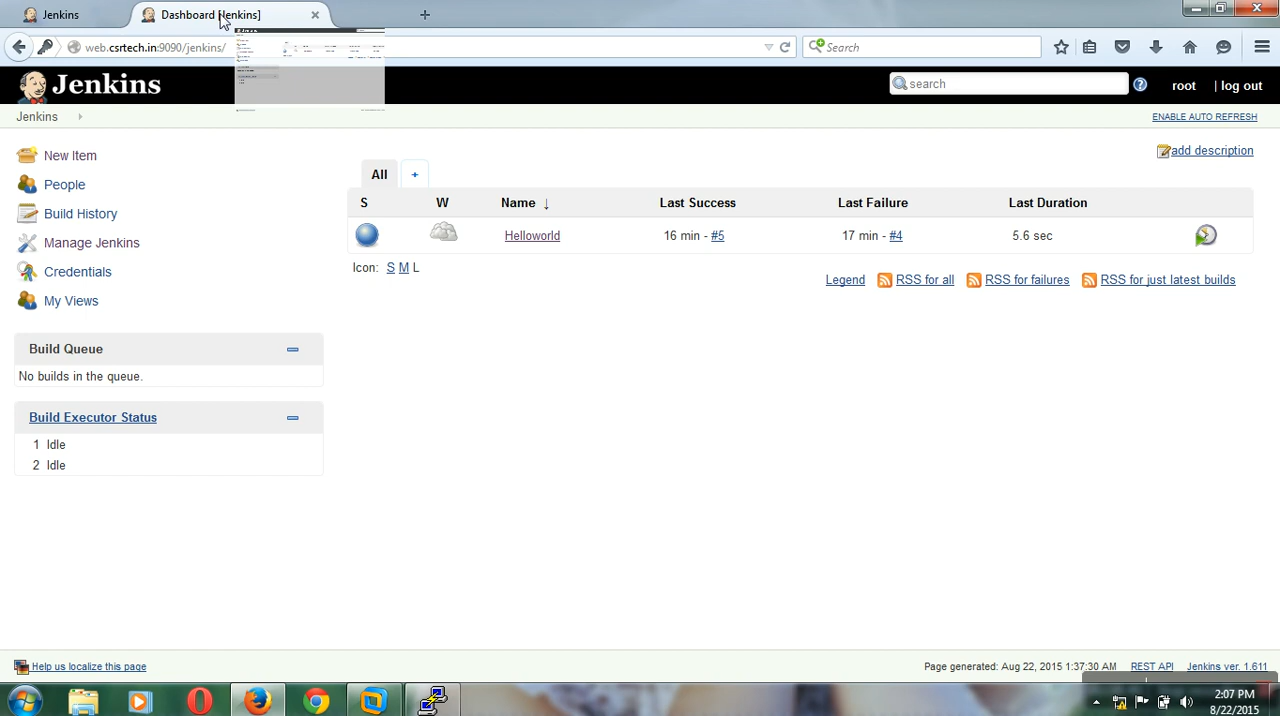 Jenkins
Dashboard [Jenkins]
web.csrtech.in:9090/jenkins/
Search
Jenkins
search
root
| log out
Jenkins
ENABLE AUTO REFRESH
New Item
People
Build History
Manage Jenkins
Credentials
My Views
add description
All
+
S W Name ↓ Last Success Last Failure Last Duration
Helloworld 16 min - #5 17 min - #4 5.6 sec
Icon: S M L
Legend RSS for all RSS for failures RSS for just latest builds
Build Queue
No builds in the queue.
Build Executor Status
1 Idle
2 Idle
Help us localize this page
Page generated: Aug 22, 2015 1:37:30 AM REST API Jenkins ver. 1.611
2:07 PM
8/22/2015